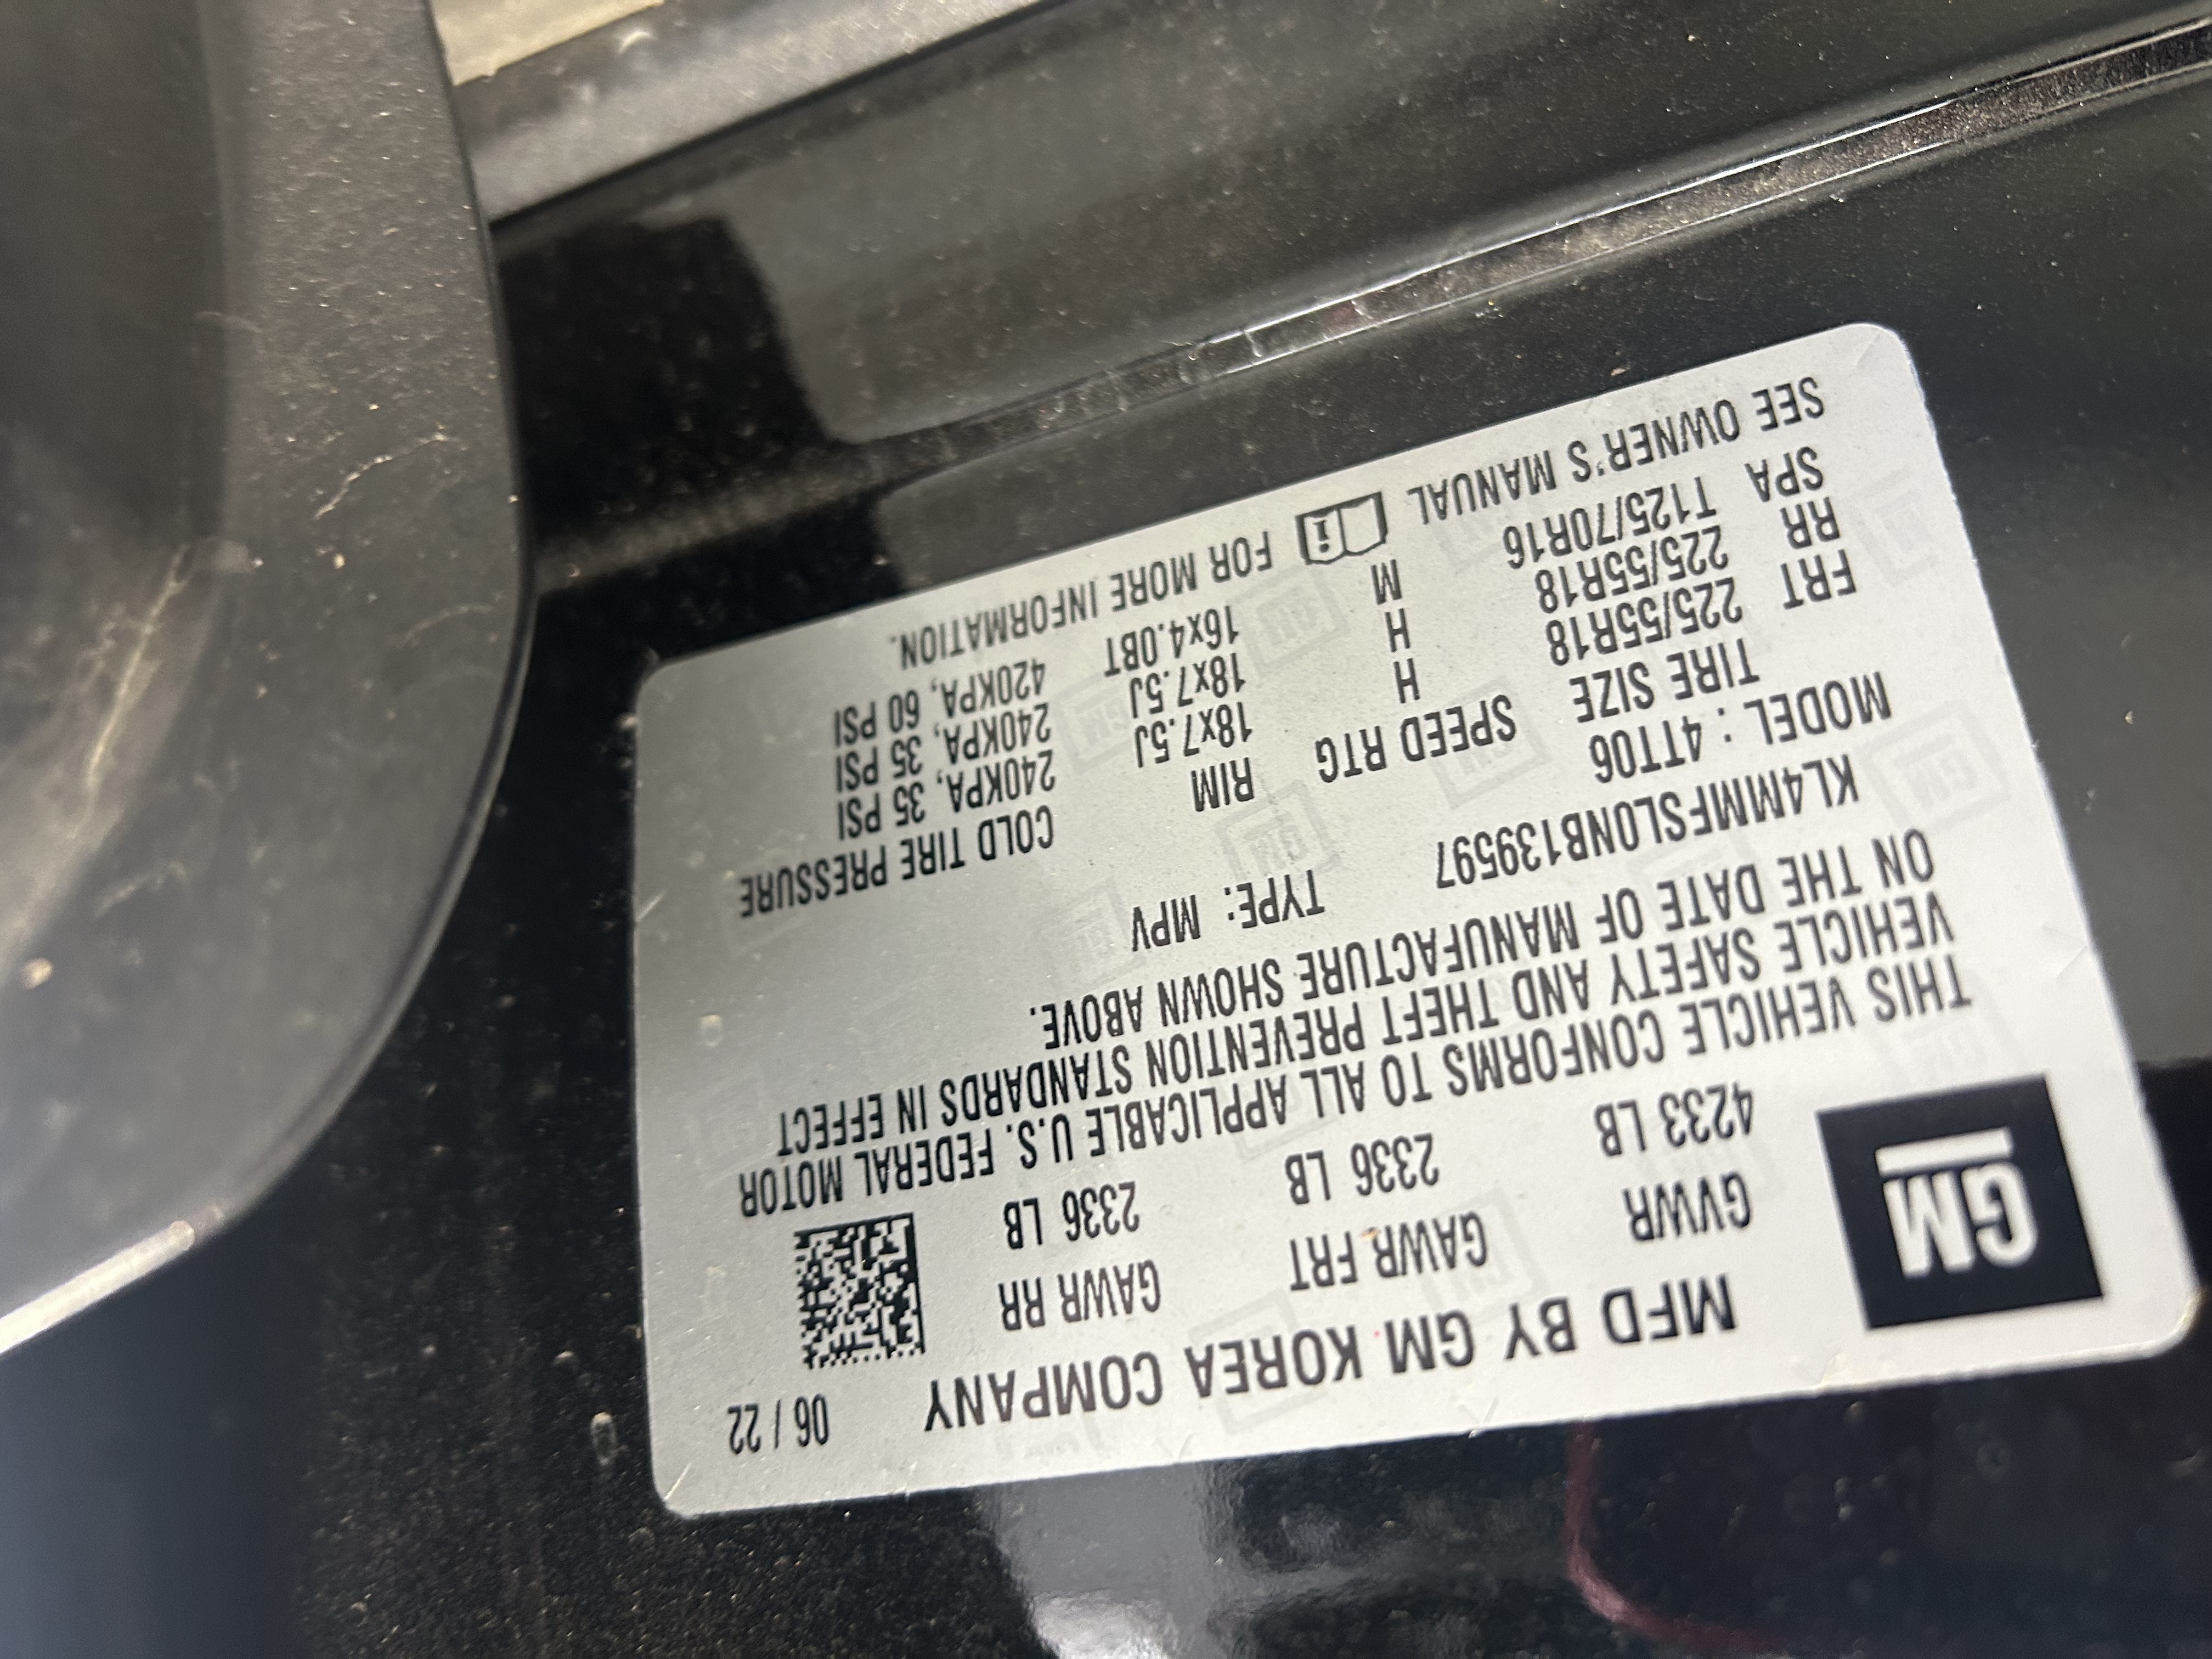 GM
MFD BY GM KOREA COMPANY 06 / 22
GVWR GAWR FRT GAWR RR
4233 LB 2336 LB 2336 LB
THIS VEHICLE CONFORMS TO ALL APPLICABLE U.S. FEDERAL MOTOR
VEHICLE SAFETY AND THEFT PREVENTION STANDARDS IN EFFECT
ON THE DATE OF MANUFACTURE SHOWN ABOVE.
KL4MMFSL0NB139597 TYPE: MPV
MODEL : 4TT06
TIRE SIZE SPEED RTG RIM COLD TIRE PRESSURE
FRT 225/55R18 H 18x7.5J 240KPA, 35 PSI
RR 225/55R18 H 18x7.5J 240KPA, 35 PSI
SPA T125/70R16 M 16x4.0BT 420KPA, 60 PSI
SEE OWNER'S MANUAL FOR MORE INFORMATION.